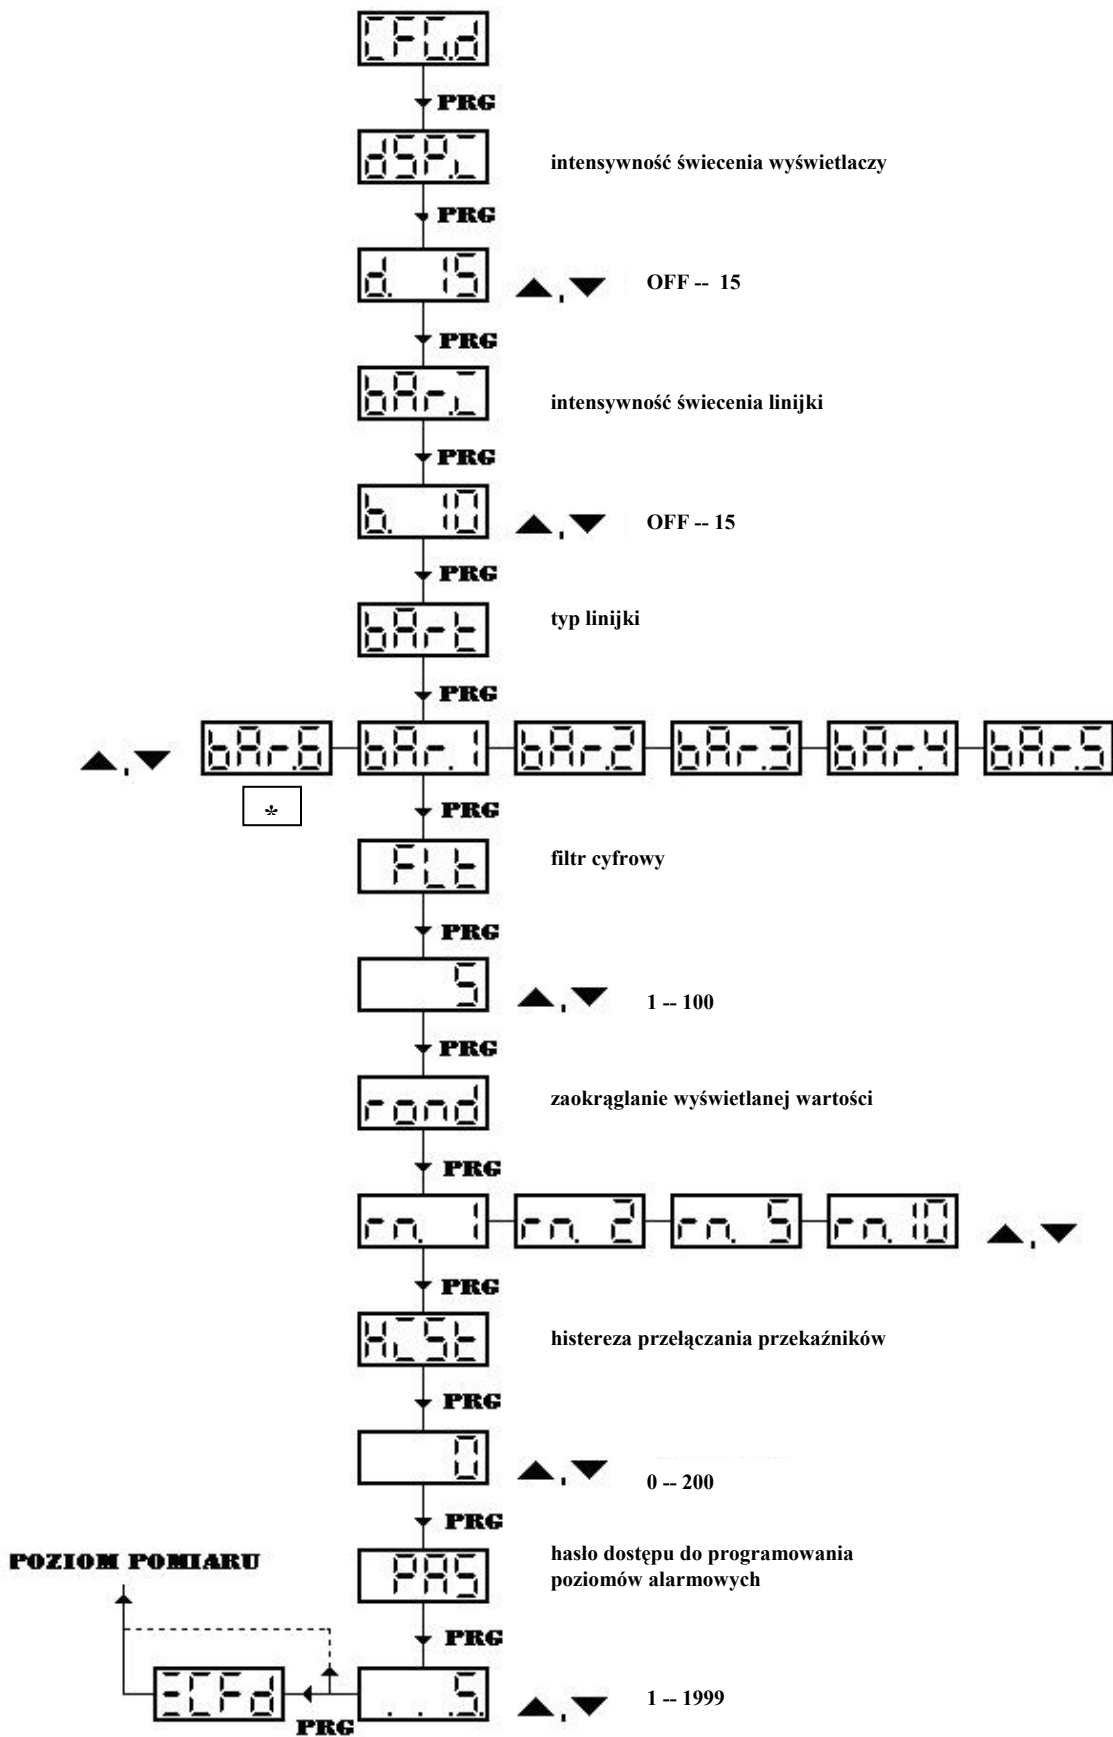 CFG.d
PRG
dSP.I
intensywność świecenia wyświetlaczy
PRG
d. 15
OFF -- 15
PRG
bAr.I
intensywność świecenia linijki
PRG
b. 10
OFF -- 15
PRG
bArt
typ linijki
PRG
bAr.6 bAr.1 bAr.2 bAr.3 bAr.4 bAr.5
*
PRG
FLt
filtr cyfrowy
PRG
5
1 -- 100
PRG
rond
zaokrąglanie wyświetlanej wartości
PRG
rn. 1 rn. 2 rn. 5 rn. 10
PRG
HISt
histereza przełączania przekaźników
PRG
0
0 -- 200
PRG
POZIOM POMIARU
PAS
hasło dostępu do programowania
poziomów alarmowych
PRG
ΞCFd
PRG
. . .5.
1 -- 1999